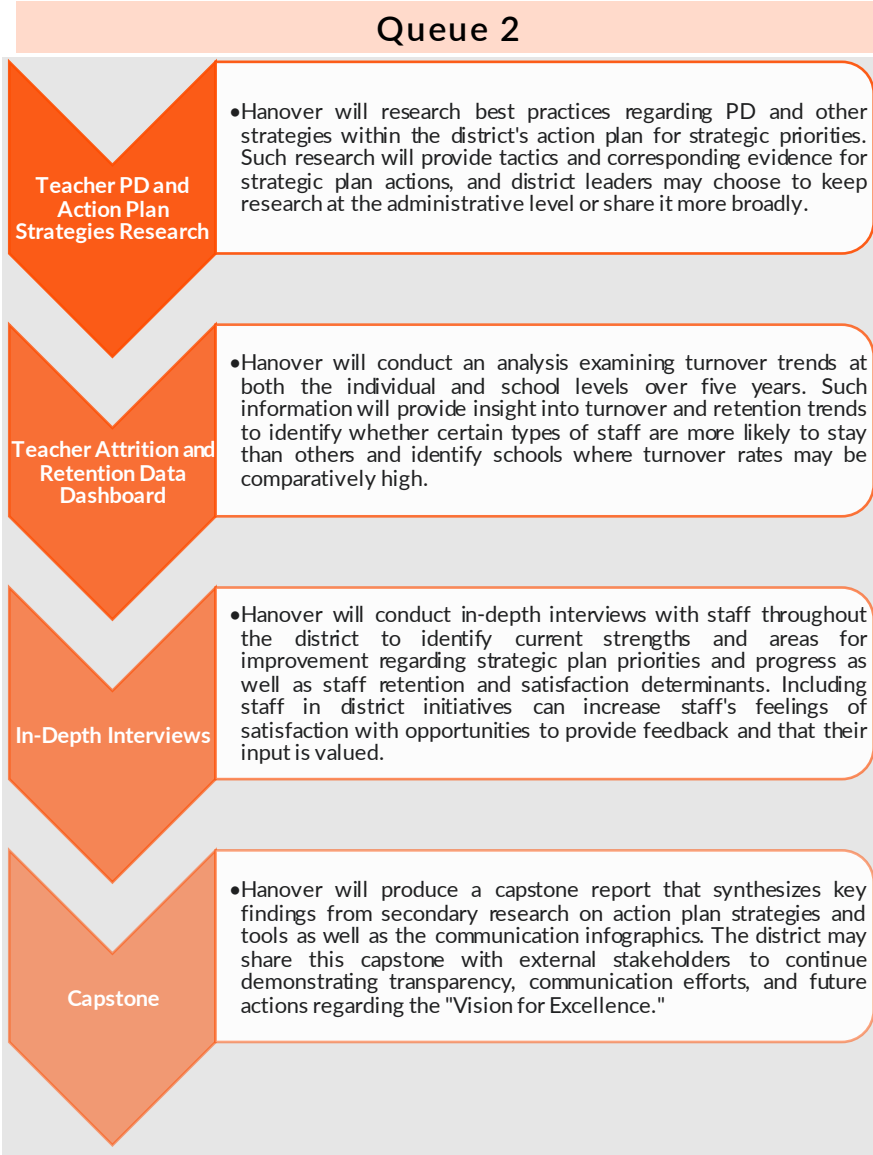 Queue 2
Teacher PD and
Action Plan
Strategies Research
•Hanover will research best practices regarding PD and other
strategies within the district's action plan for strategic priorities.
Such research will provide tactics and corresponding evidence for
strategic plan actions, and district leaders may choose to keep
research at the administrative level or share it more broadly.
Teacher Attrition and
Retention Data
Dashboard
•Hanover will conduct an analysis examining turnover trends at
both the individual and school levels over five years. Such
information will provide insight into turnover and retention trends
to identify whether certain types of staff are more likely to stay
than others and identify schools where turnover rates may be
comparatively high.
In-Depth Interviews
•Hanover will conduct in-depth interviews with staff throughout
the district to identify current strengths and areas for
improvement regarding strategic plan priorities and progress as
well as staff retention and satisfaction determinants. Including
staff in district initiatives can increase staff's feelings of
satisfaction with opportunities to provide feedback and that their
input is valued.
Capstone
•Hanover will produce a capstone report that synthesizes key
findings from secondary research on action plan strategies and
tools as well as the communication infographics. The district may
share this capstone with external stakeholders to continue
demonstrating transparency, communication efforts, and future
actions regarding the "Vision for Excellence."